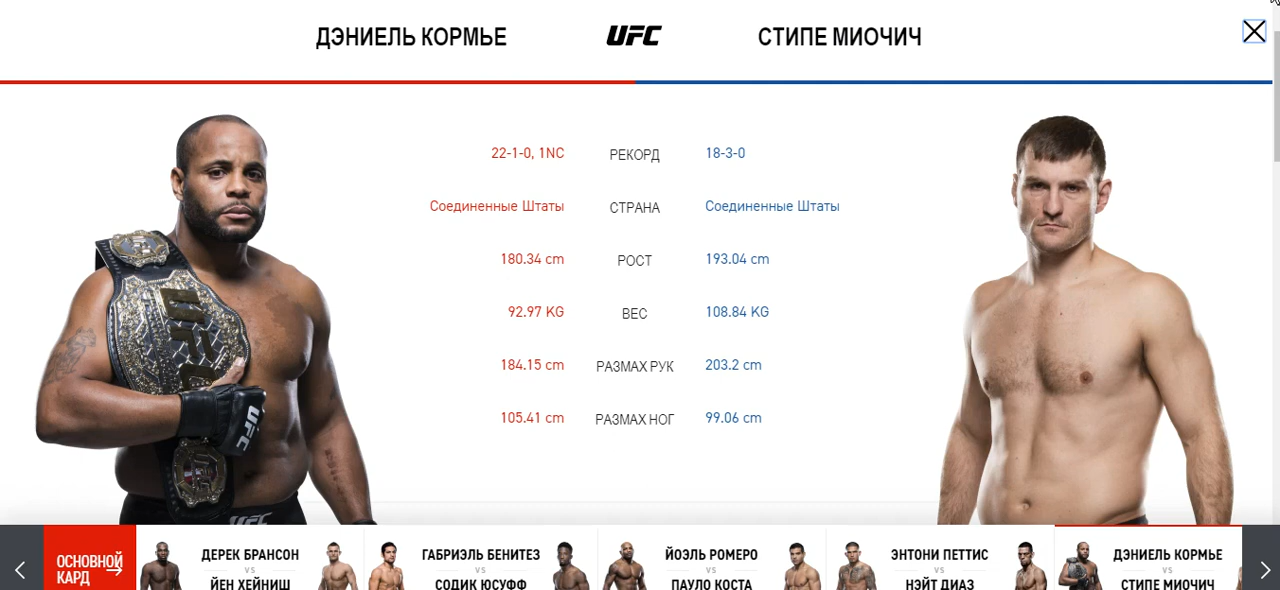 ДЭНИЕЛЬ КОРМЬЕ
UFC
СТИПЕ МИОЧИЧ
22-1-0, 1NC РЕКОРД 18-3-0
Соединенные Штаты СТРАНА Соединенные Штаты
180.34 cm РОСТ 193.04 cm
92.97 KG ВЕС 108.84 KG
184.15 cm РАЗМАХ РУК 203.2 cm
105.41 cm РАЗМАХ НОГ 99.06 cm
UFC
UFC
UFC
ОСНОВНОЙ
КАРД
ДЕРЕК БРАНСОН
VS
ЙЕН ХЕЙНИШ
ГАБРИЭЛЬ БЕНИТЕЗ
VS
СОДИК ЮСУФФ
ЙОЭЛЬ РОМЕРО
VS
ПАУЛО КОСТА
ЭНТОНИ ПЕТТИС
VS
НЭЙТ ДИАЗ
ДЭНИЕЛЬ КОРМЬЕ
VS
СТИПЕ МИОЧИЧ